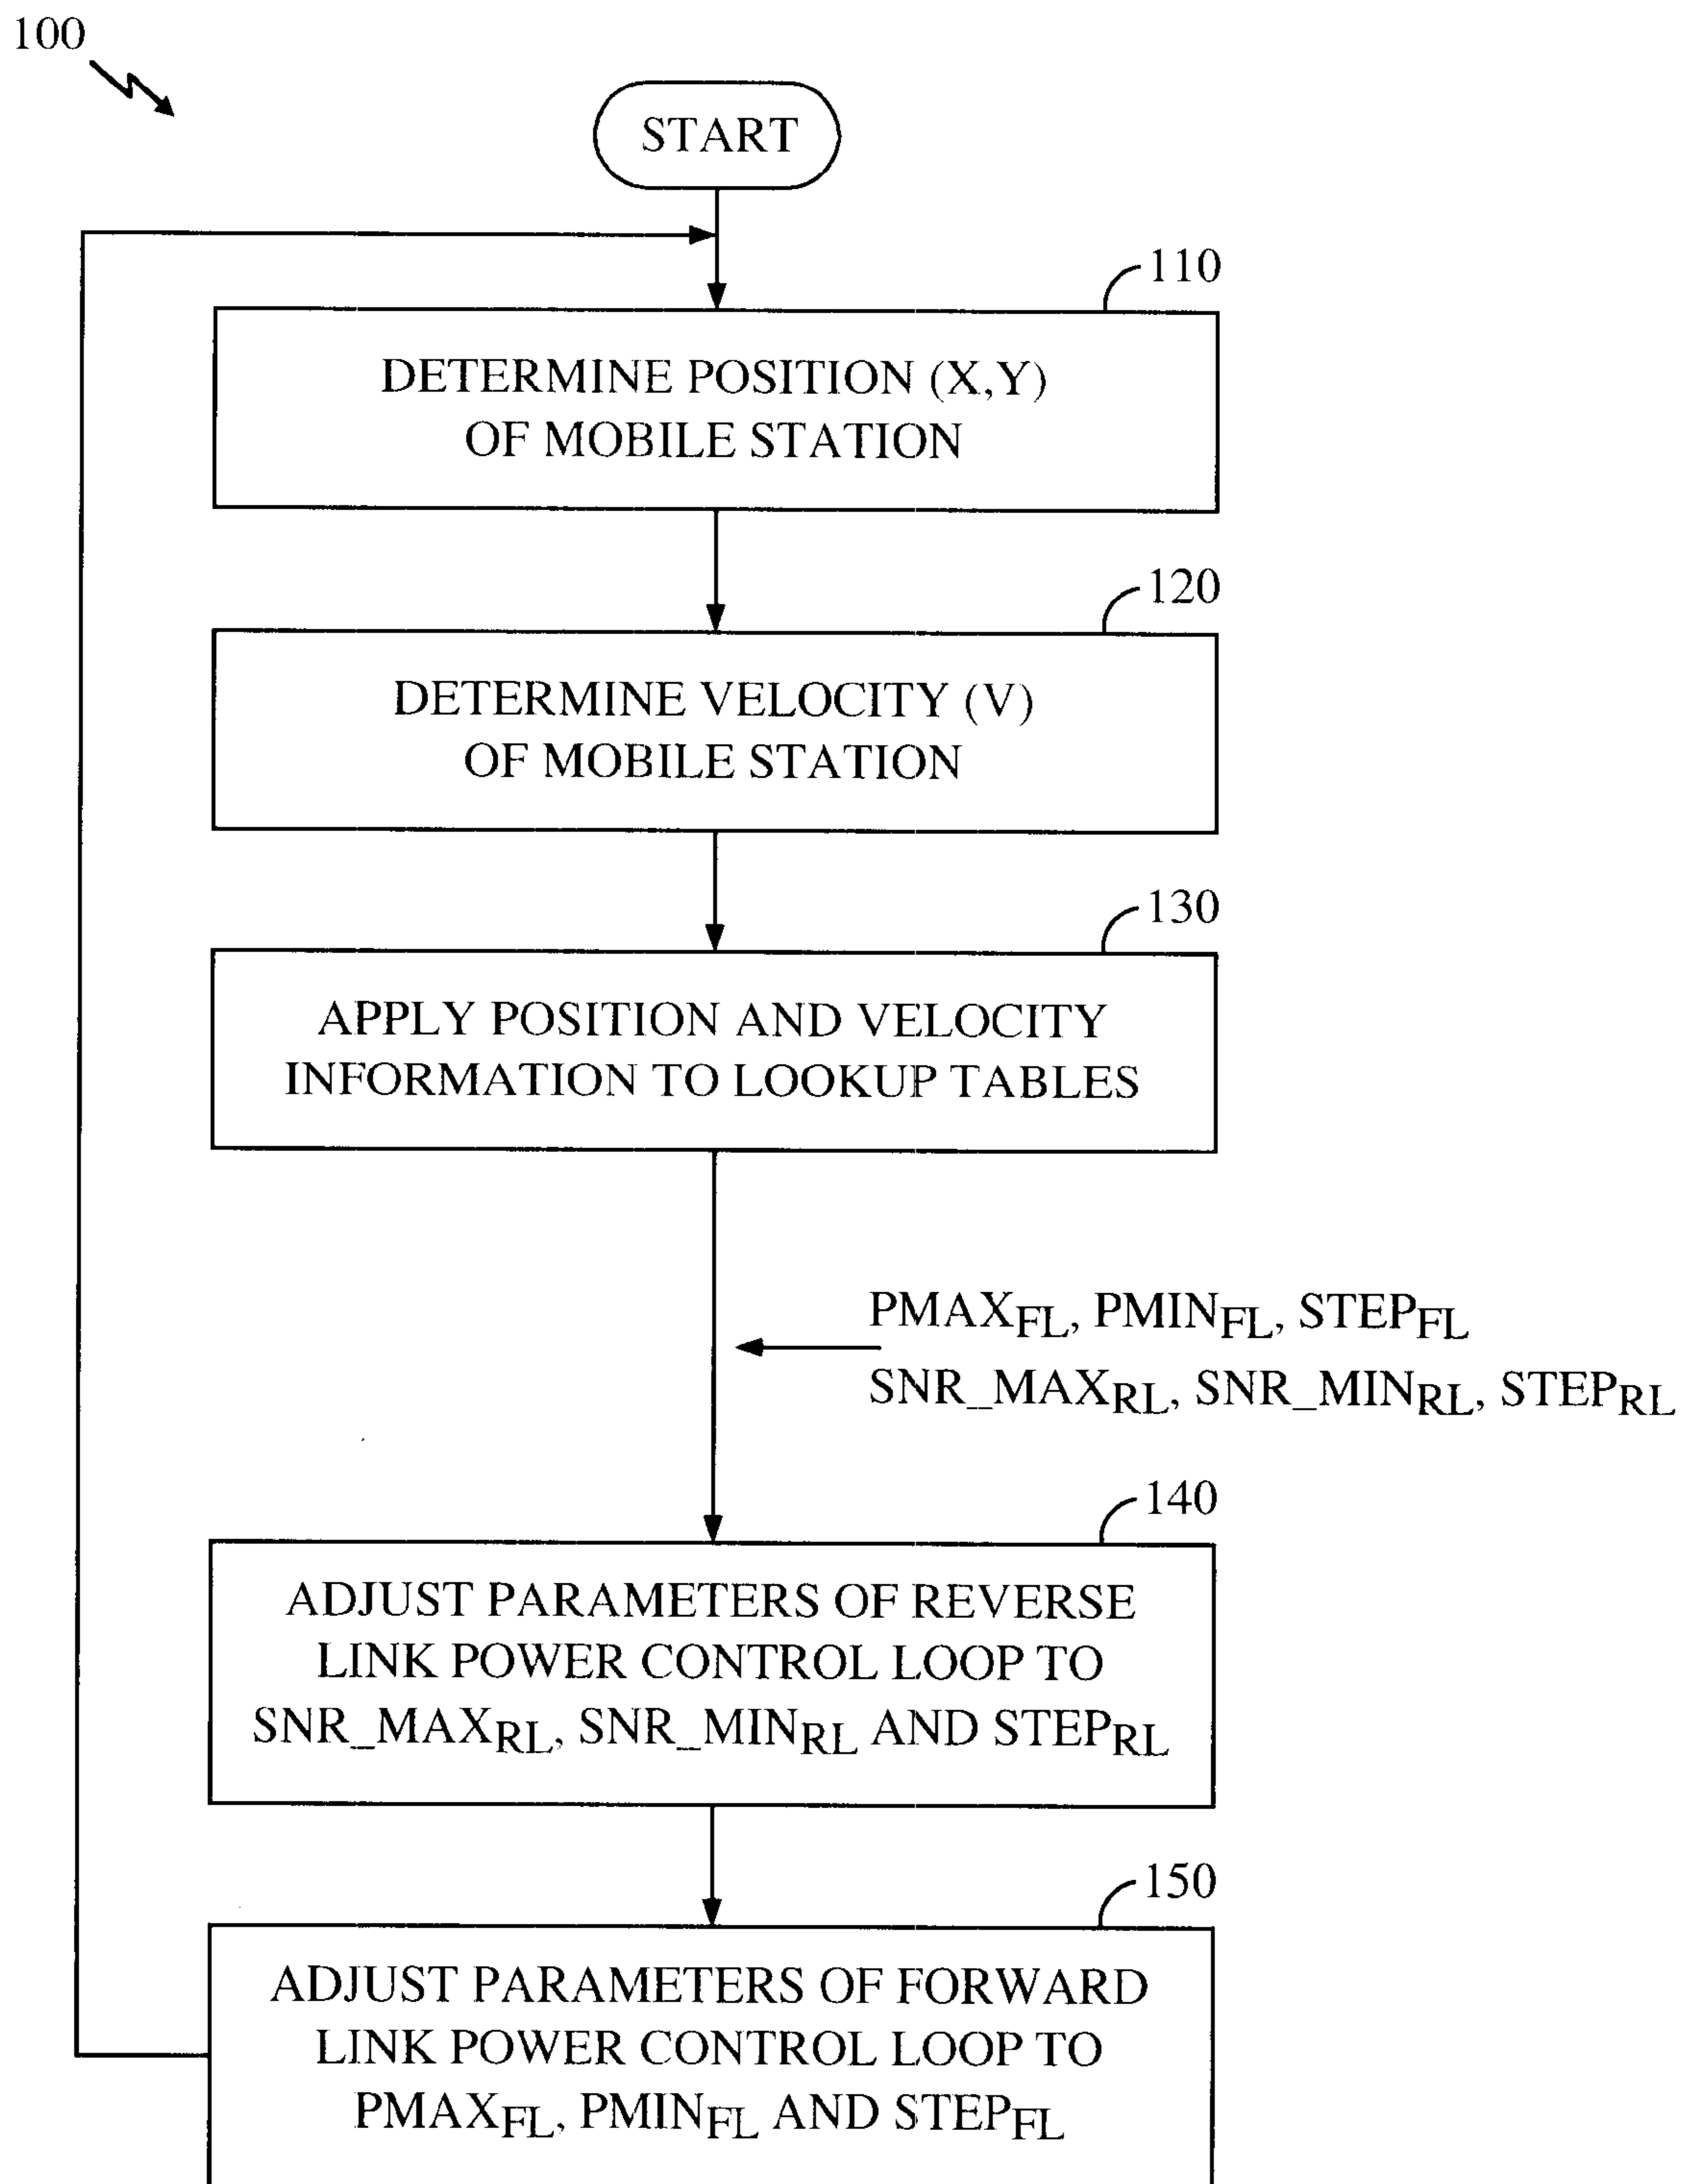 100
START
110
DETERMINE POSITION (X,Y)
OF MOBILE STATION
120
DETERMINE VELOCITY (V)
OF MOBILE STATION
130
APPLY POSITION AND VELOCITY
INFORMATION TO LOOKUP TABLES
PMAXFL, PMINFL, STEPFL
SNR_MAXRL, SNR_MINRL, STEPRL
140
ADJUST PARAMETERS OF REVERSE
LINK POWER CONTROL LOOP TO
SNR_MAXRL, SNR_MINRL AND STEPRL
150
ADJUST PARAMETERS OF FORWARD
LINK POWER CONTROL LOOP TO
PMAXFL, PMINFL AND STEPFL